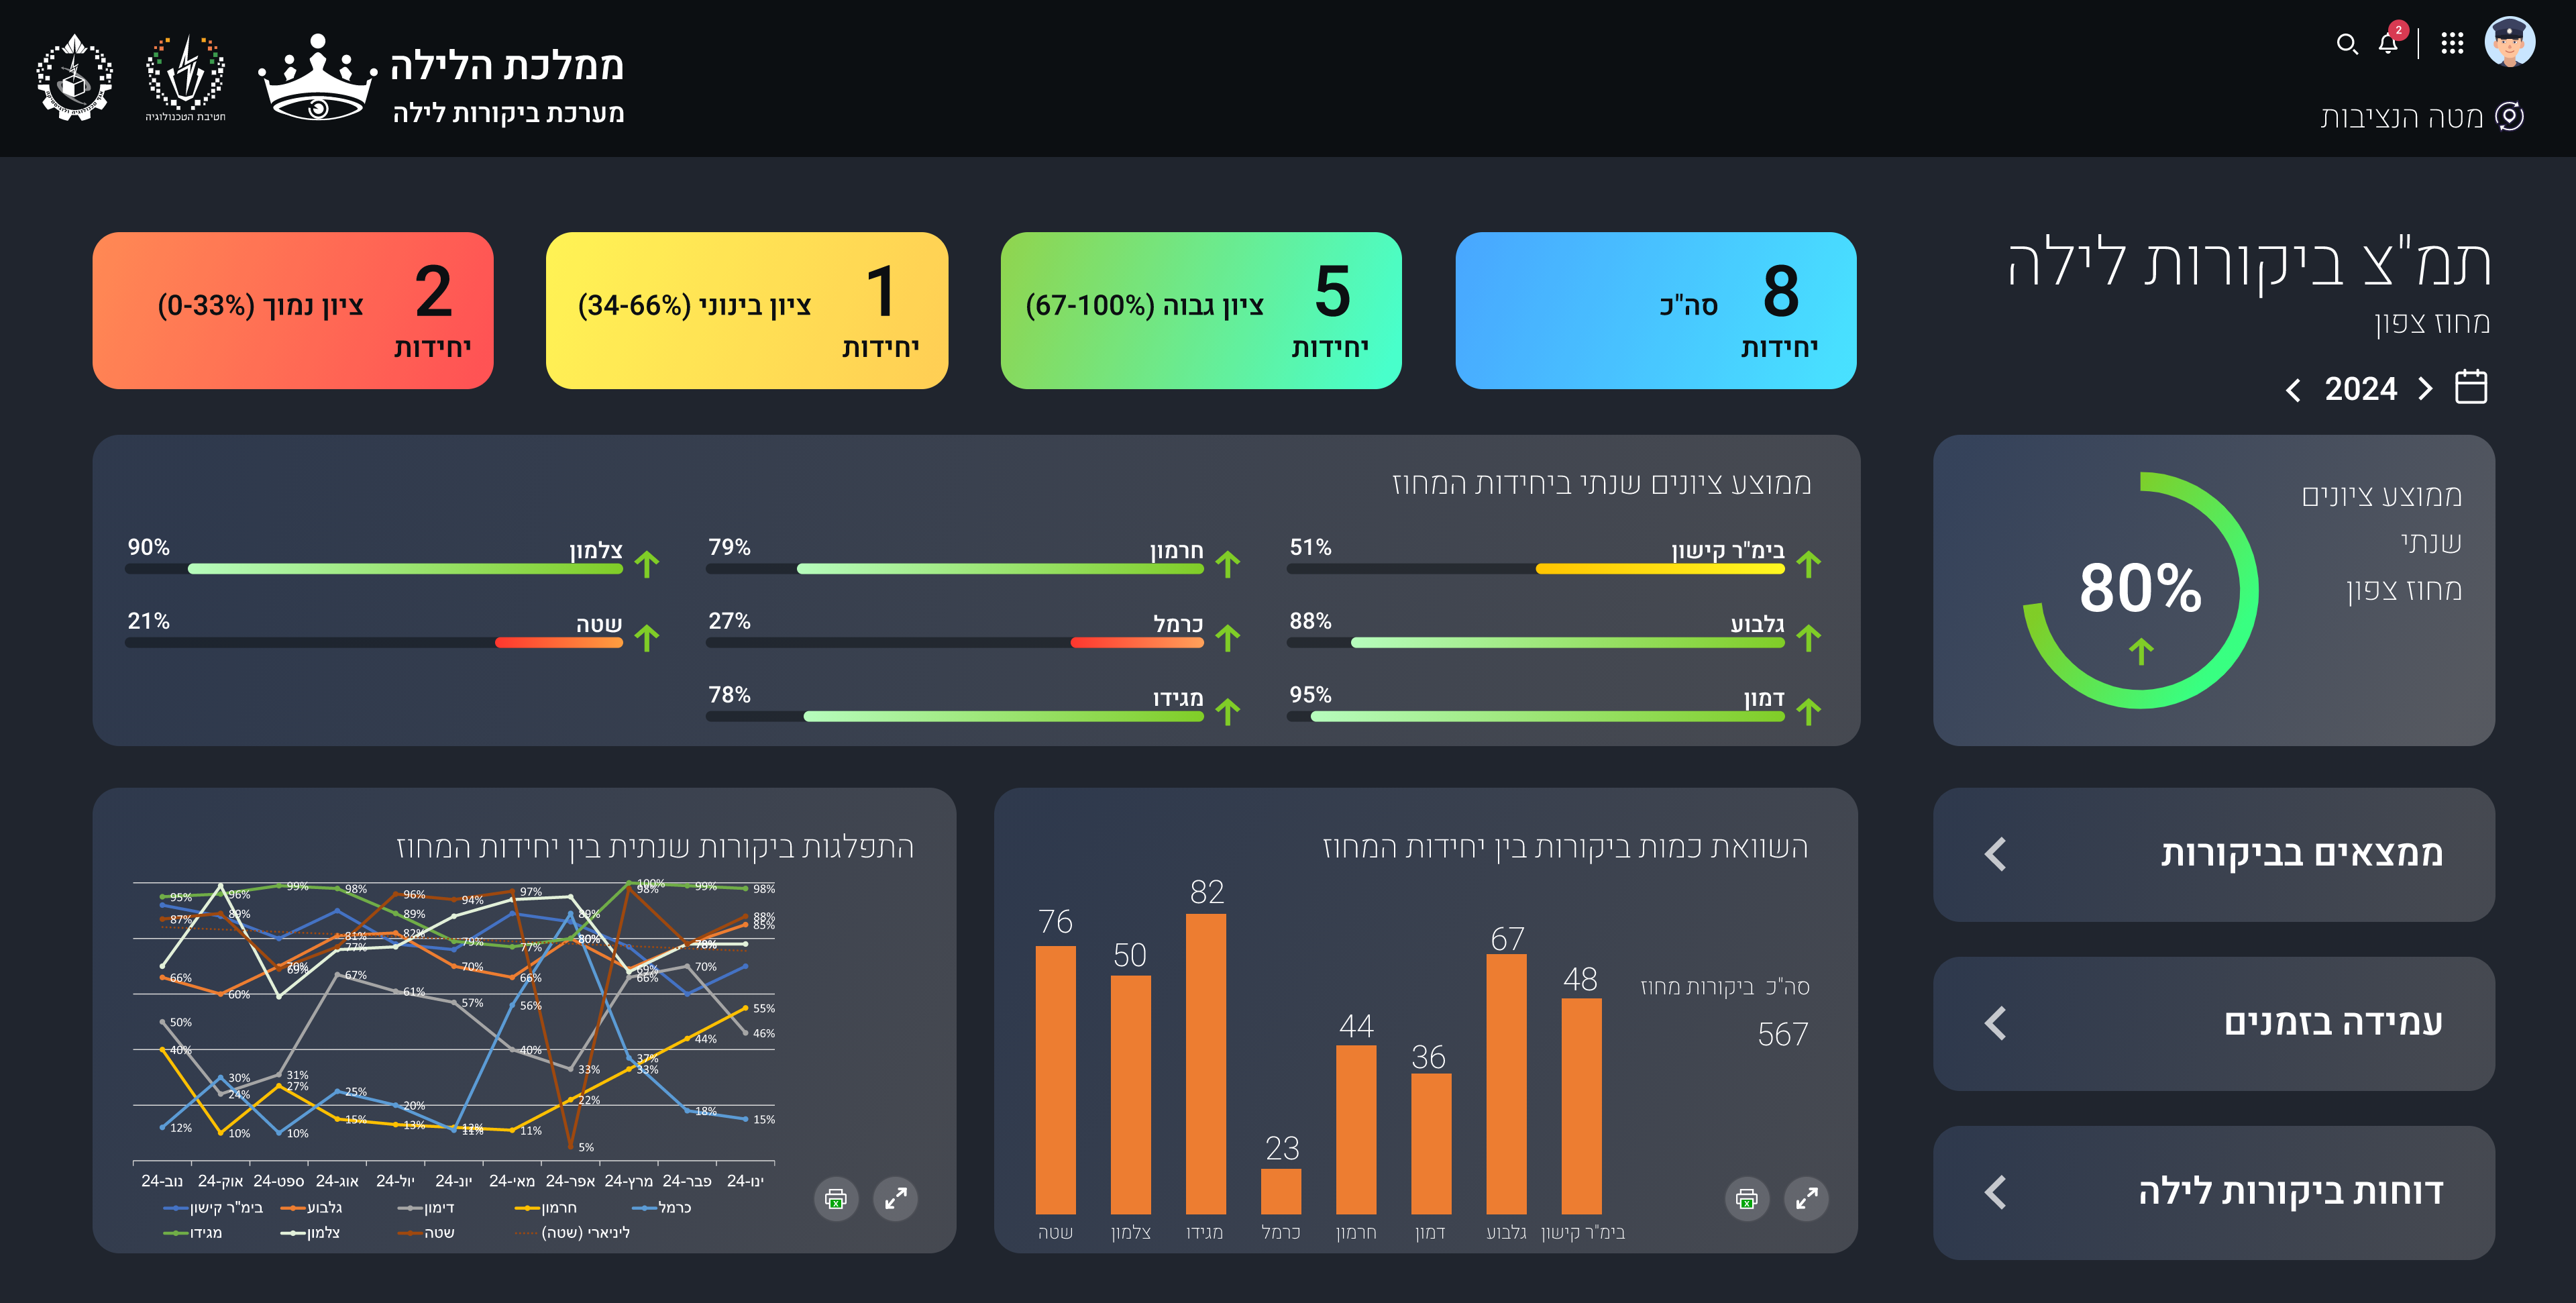 ממלכת הלילה
מערכת ביקורות לילה
חטיבת הטכנולוגיה
2
מטה הנציבות
תמ"צ ביקורות לילה
מחוז צפון
2024
8 סה"כ
יחידות
5 ציון גבוה (67-100%)
יחידות
1 ציון בינוני (34-66%)
יחידות
2 ציון נמוך (0-33%)
יחידות
ממוצע ציונים
שנתי
מחוז צפון
80%
ממוצע ציונים שנתי ביחידות המחוז
בימ"ר קישון 51%
חרמון 79%
צלמון 90%
גלבוע 88%
כרמל 27%
שטה 21%
דמון 95%
מגידו 78%
ממצאים בביקורות
עמידה בזמנים
דוחות ביקורות לילה
השוואת כמות ביקורות בין יחידות המחוז
סה"כ ביקורות מחוז
567
76 50 82 23 44 36 67 48
שטה צלמון מגידו כרמל חרמון דמון גלבוע בימ"ר קישון
התפלגות ביקורות שנתית בין יחידות המחוז
95% 96% 99% 98% 96% 94% 97% 89% 100% 99% 98%
87% 89% 70% 81% 89% 79% 77% 80% 98% 78% 88%
66% 60% 69% 77% 82% 70% 66% 33% 69% 70% 85%
50% 30% 31% 67% 61% 57% 56% 22% 66% 44% 55%
40% 24% 27% 25% 20% 11% 40% 5% 37% 18% 46%
12% 10% 10% 15% 13% 11% 33% 15%
נוב-24 אוק-24 ספט-24 אוג-24 יול-24 יונ-24 מאי-24 אפר-24 מרץ-24 פבר-24 ינו-24
בימ"ר קישון גלבוע דימון חרמון כרמל
מגידו צלמון שטה ליניארי (שטה)